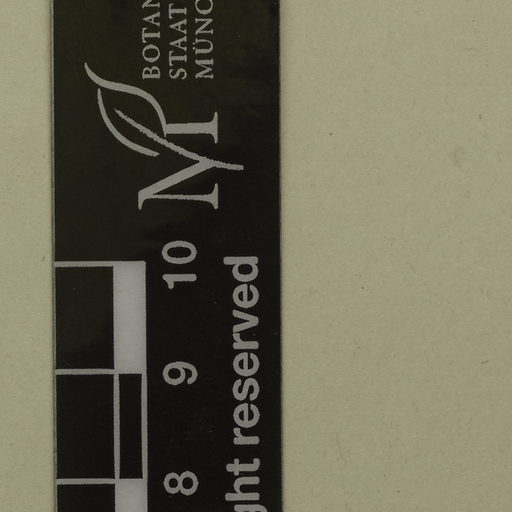 BOTAN
STAAT
MÜNC
M
10
9
8
ght reserved